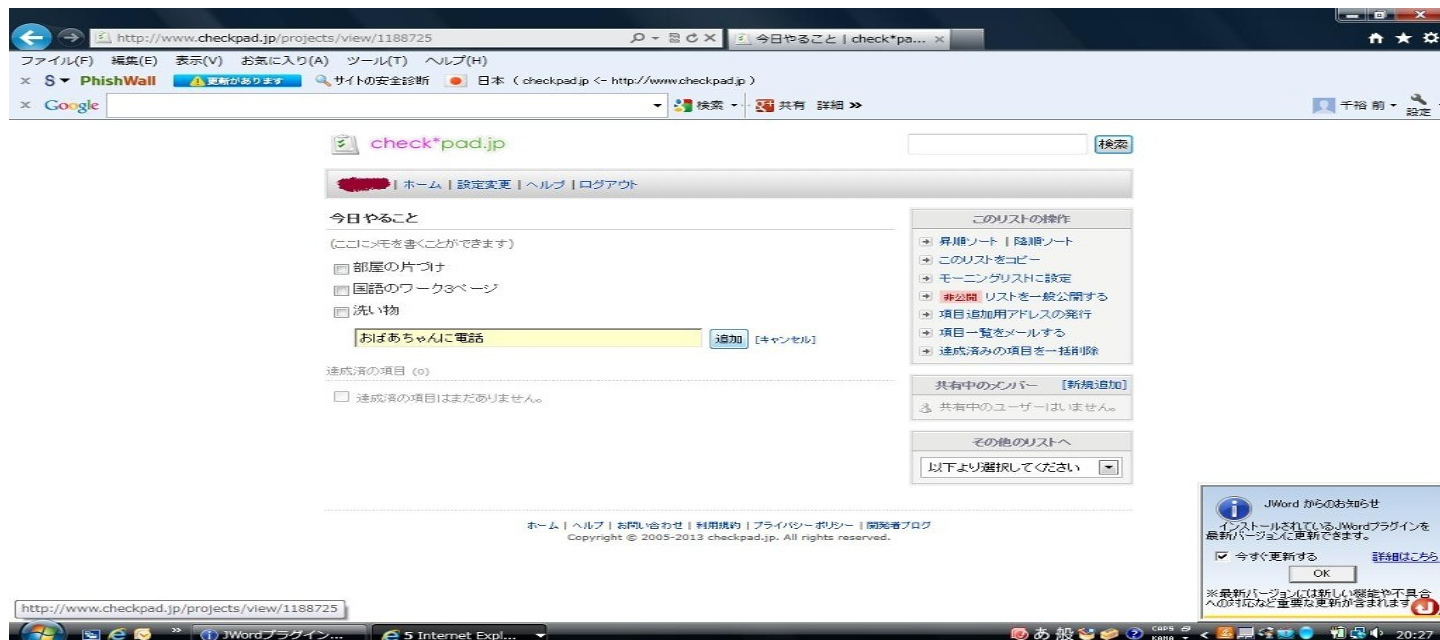 http://www.checkpad.jp/projects/view/1188725
今日やること | check*pa...
ファイル(F) 編集(E) 表示(V) お気に入り(A) ツール(T) ヘルプ(H)
× S PhishWall 更新があります サイトの安全診断 日本 ( checkpad.jp <- http://www.checkpad.jp )
× Google 検索 共有 詳細 » 千裕 前 設定
check*pad.jp 検索
| ホーム | 設定変更 | ヘルプ | ログアウト
今日やること
(ここにメモを書くことができます)
部屋の片づけ
国語のワーク3ページ
洗い物
おばあちゃんに電話 追加 [キャンセル]
達成済の項目 (0)
達成済の項目はまだありません。
このリストの操作
昇順ソート | 降順ソート
このリストをコピー
モーニングリストに設定
非公開 リストを一般公開する
項目追加用アドレスの発行
項目一覧をメールする
達成済みの項目を一括削除
共有中のメンバー [新規追加]
共有中のユーザーはいません。
その他のリストへ
以下より選択してください
ホーム | ヘルプ | お問い合わせ | 利用規約 | プライバシーポリシー | 開発者ブログ
Copyright © 2005-2013 checkpad.jp. All rights reserved.
JWord からのお知らせ
インストールされているJWordプラグインを
最新バージョンに更新できます。
今すぐ更新する 詳細はこちら
OK
※最新バージョンには新しい機能や不具合
への対応など重要な更新が含まれます
http://www.checkpad.jp/projects/view/1188725
JWordプラグイン... 5 Internet Expl... あ 般 CAPS KANA 20:27